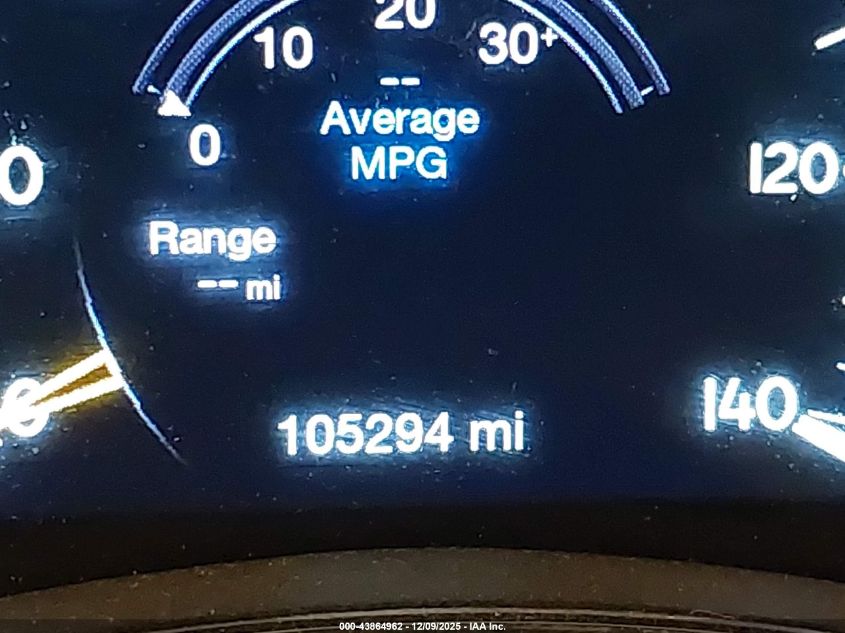 20
10
30+
--
Average
MPG
0
120
Range
-- mi
140
105294 mi
000-43864962 - 12/09/2025 - IAA Inc.